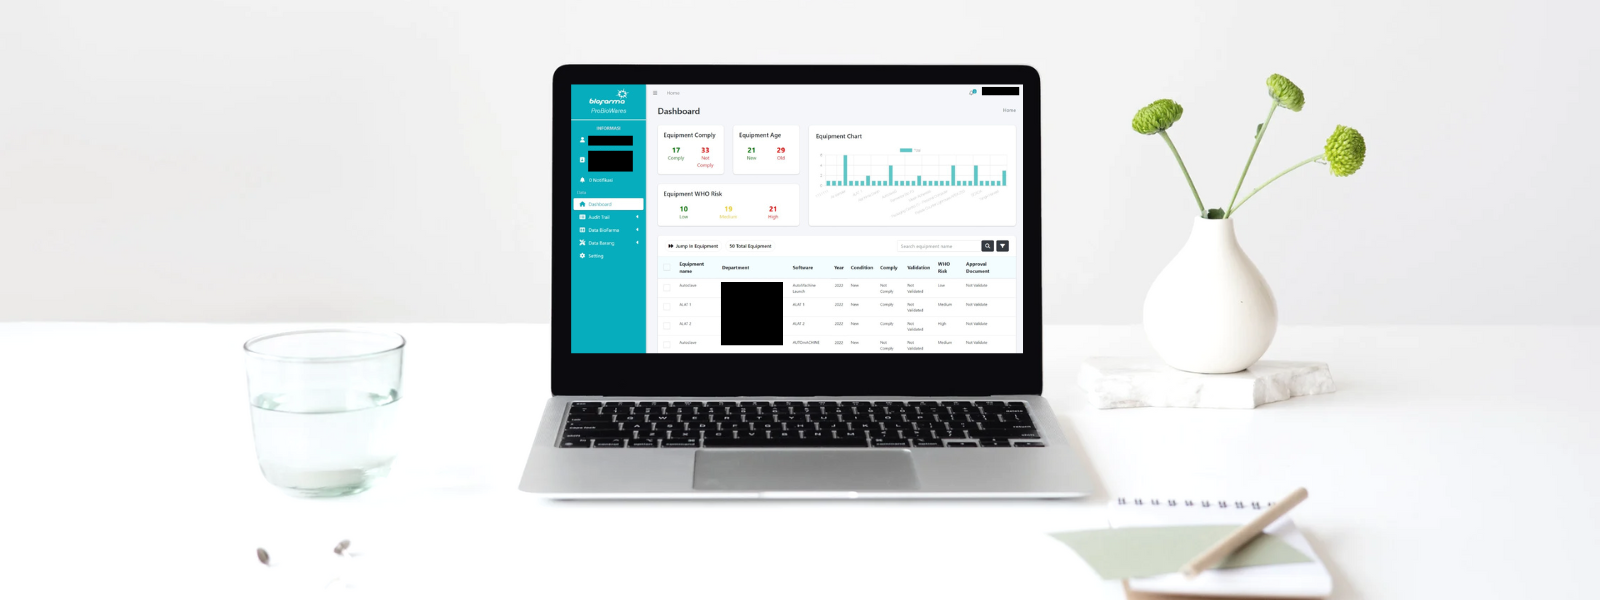 biofarma
ProBioWares
INFORMASI
0 Notifikasi
Data
Dashboard
Audit Trail
Data Biofarma
Data Barang
Setting
Home
Dashboard
Home
Equipment Comply
17
Comply
33
Not
Comply
Equipment Age
21
New
29
Old
Equipment WHO Risk
10
Low
19
Medium
21
High
Equipment Chart
Jump in Equipment
50 Total Equipment
Search equipment name
Equipment name Department Software Year Condition Comply Validation WHO Risk Approval Document
Autoclave AutoMachine Launch 2022 New Not Comply Not Validated Low Not Validate
ALAT 1 ALAT 1 2022 New Comply Not Validated Medium Not Validate
ALAT 2 ALAT 2 2022 New Comply Not Validated High Not Validate
Autoclave AUTOmACHINE 2022 New Not Comply Not Validated Medium Not Validate